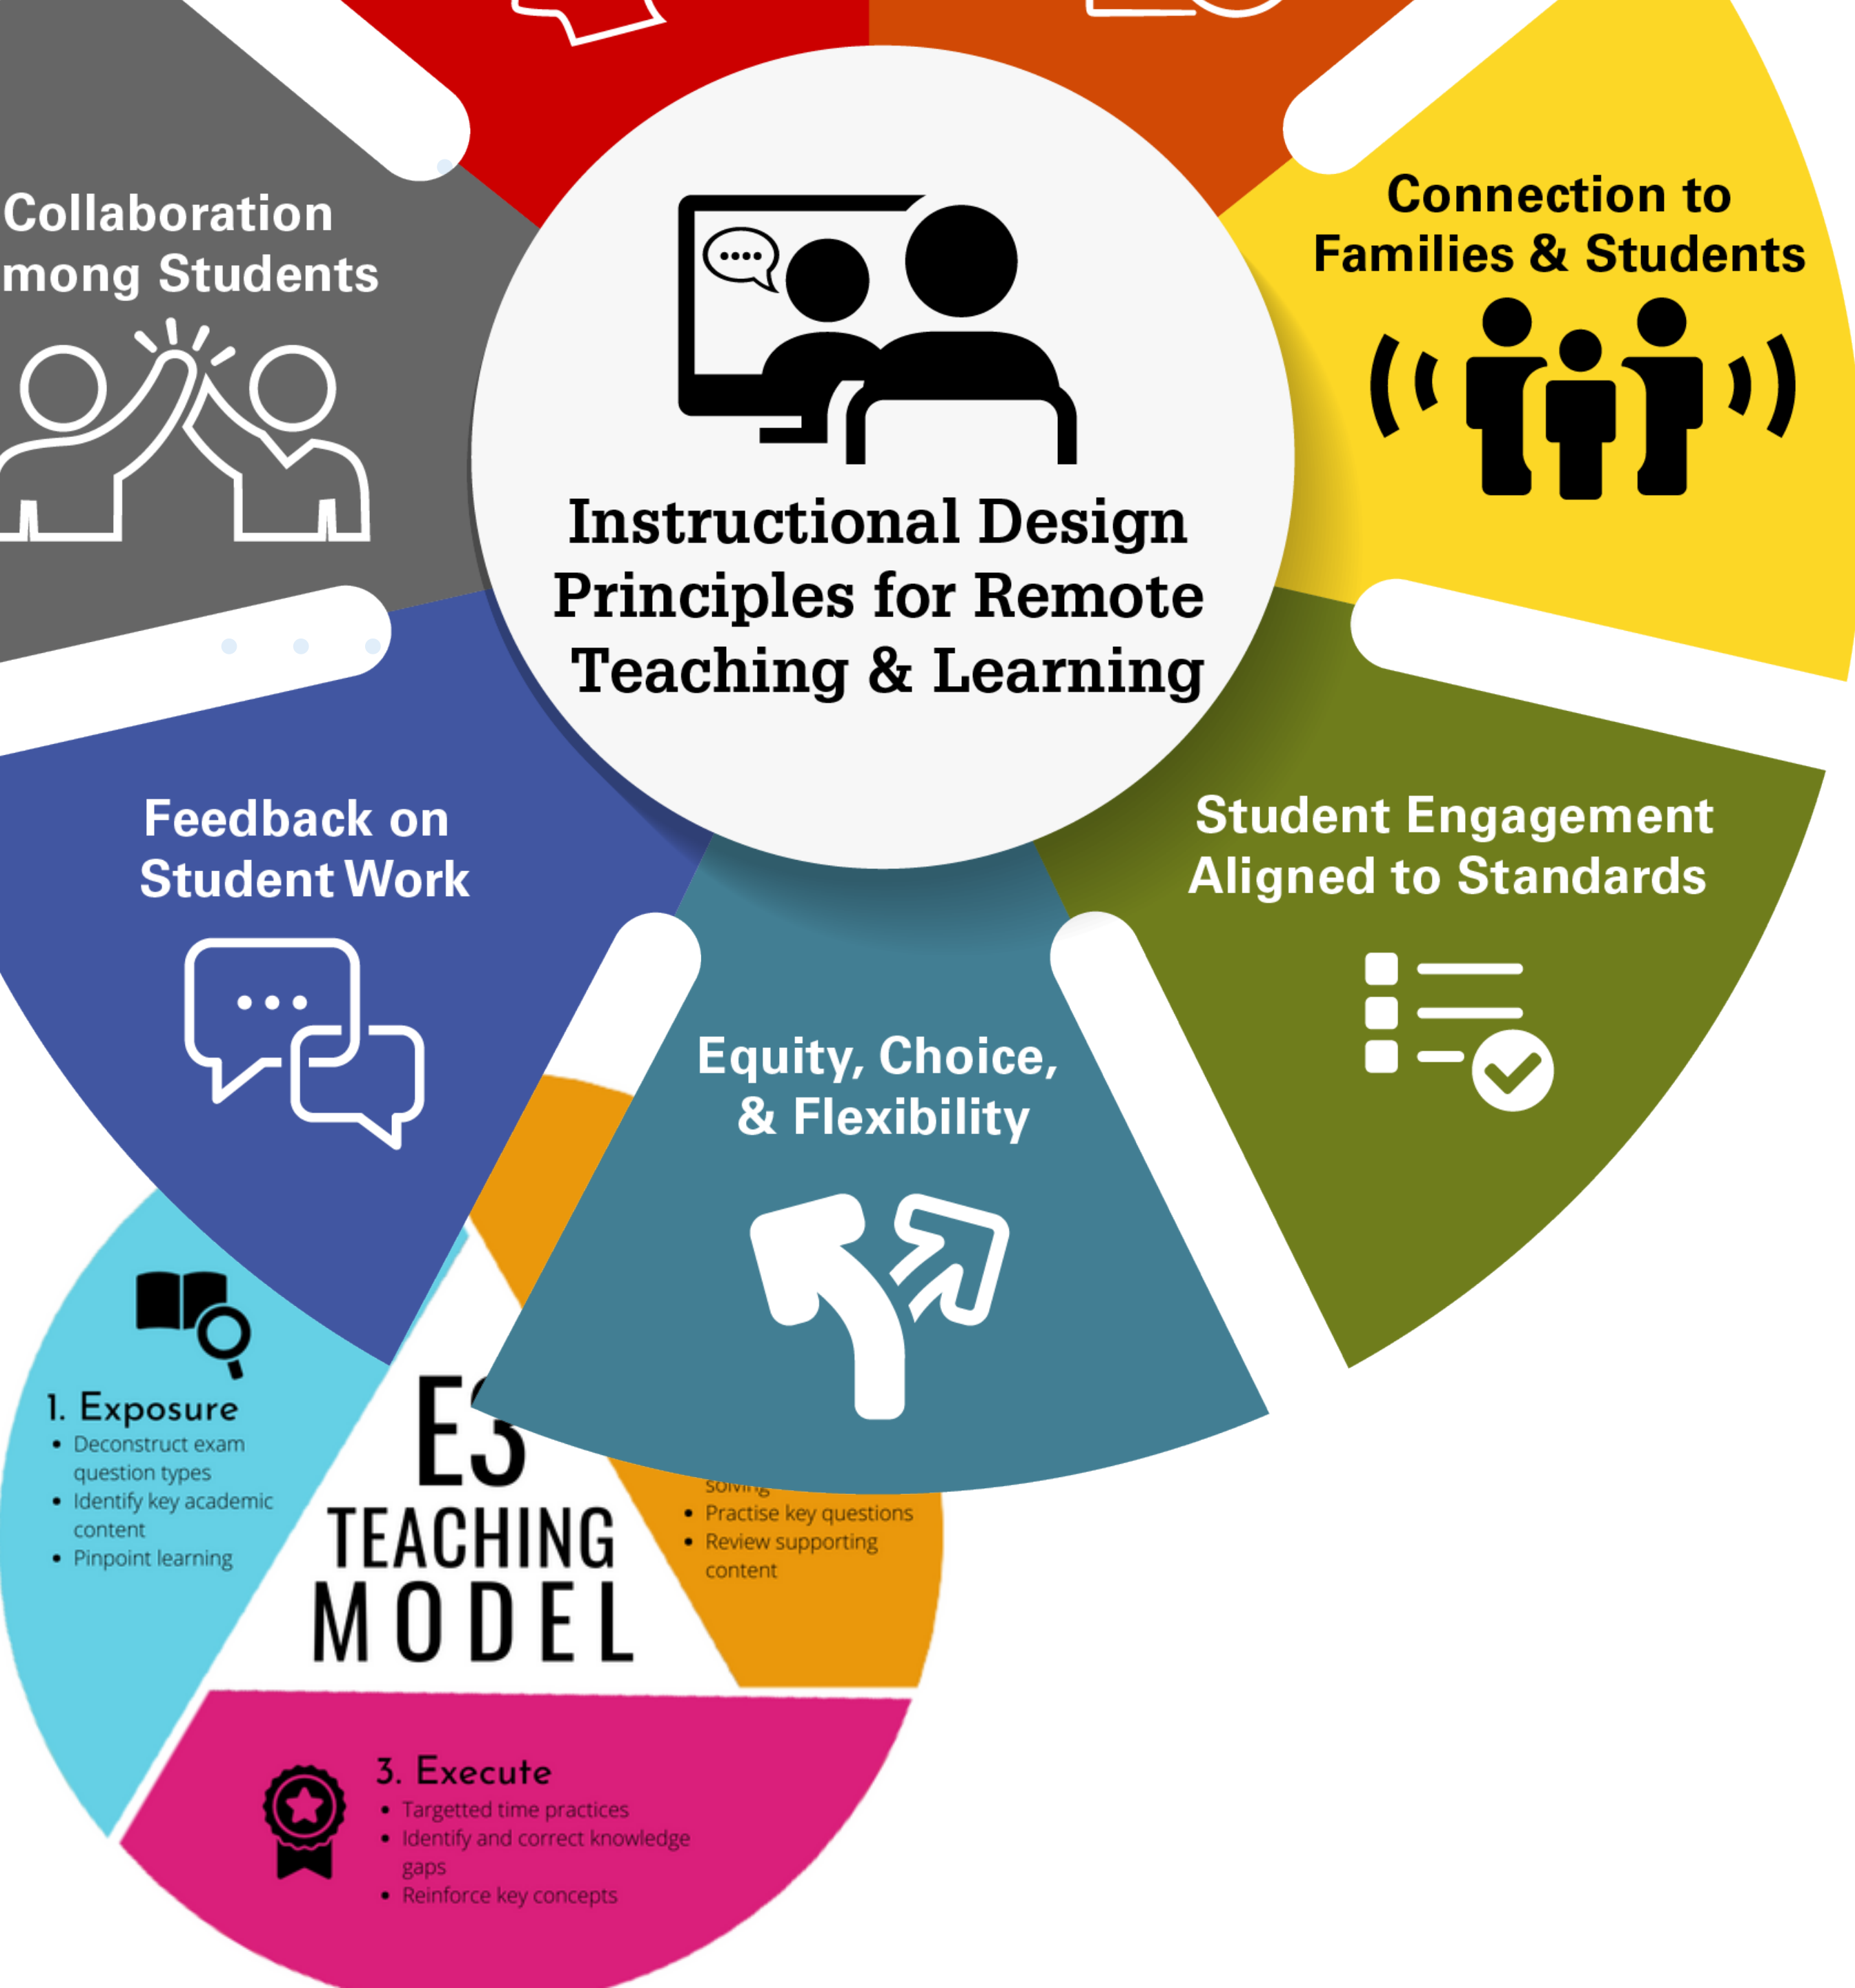 Instructional Design
Principles for Remote
Teaching & Learning
Connection to
Families & Students
Student Engagement
Aligned to Standards
Equity, Choice,
& Flexibility
Feedback on
Student Work
Collaboration
mong Students
E3
TEACHING
MODEL
1. Exposure
• Deconstruct exam
question types
• Identify key academic
content
• Pinpoint learning
solving
• Practise key questions
• Review supporting
content
3. Execute
• Targetted time practices
• Identify and correct knowledge
gaps
• Reinforce key concepts